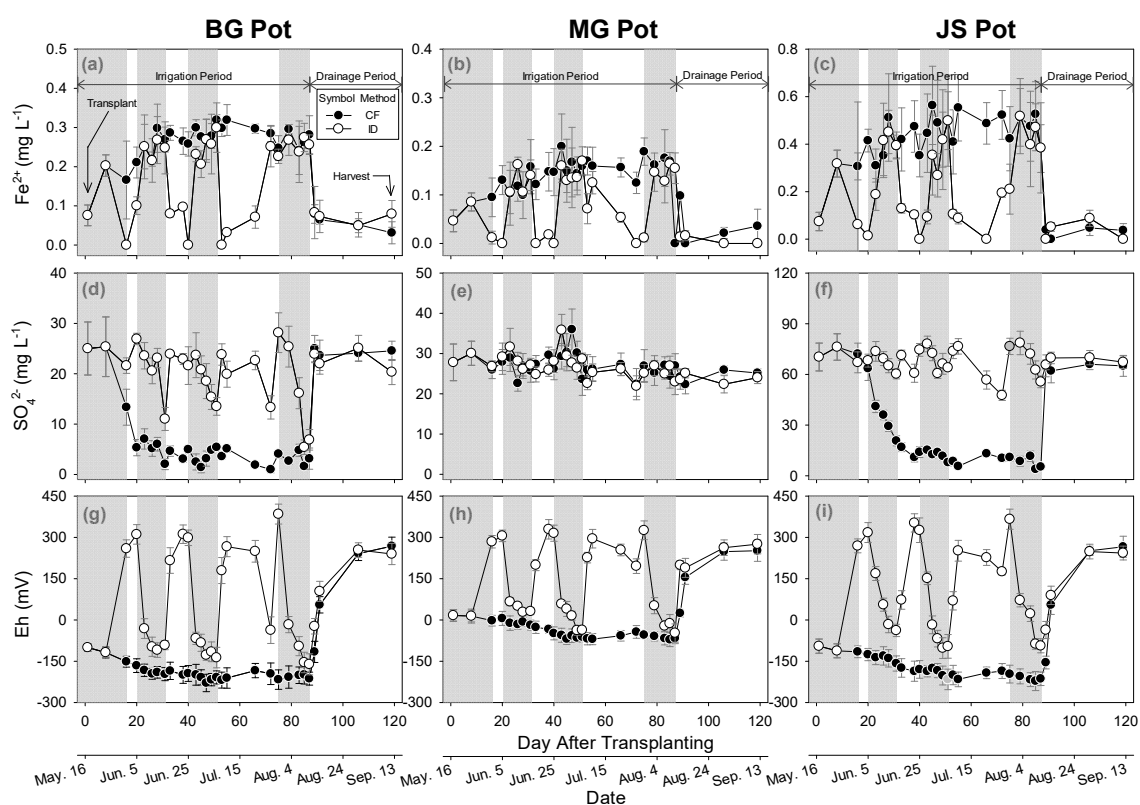 BG Pot MG Pot JS Pot
0.5 0.4 0.8
(a) (b) (c)
Irrigation Period Drainage Period Irrigation Period Drainage Period Irrigation Period Drainage Period
Transplant
Symbol Method
CF
ID
Harvest
Fe²⁺ (mg L⁻¹)
0.4 0.3 0.2 0.1 0.0
0.3 0.2 0.1 0.0
0.6 0.4 0.2 0.0
(d) (e) (f)
SO₄²⁻ (mg L⁻¹)
40 30 20 10 0
50 40 30 20 10 0
120 90 60 30 0
(g) (h) (i)
Eh (mV)
450 300 150 0 -150 -300
450 300 150 0 -150 -300
450 300 150 0 -150 -300
1 20 40 60 80 100 119 1 20 40 60 80 100 120 1 20 40 60 80 100 119
Day After Transplanting
May. 16 Jun. 5 Jun. 25 Jul. 15 Aug. 4 Aug. 24 Sep. 13 May. 16 Jun. 5 Jun. 25 Jul. 15 Aug. 4 Aug. 24 Sep. 13 May. 16 Jun. 5 Jun. 25 Jul. 15 Aug. 4 Aug. 24 Sep. 13
Date